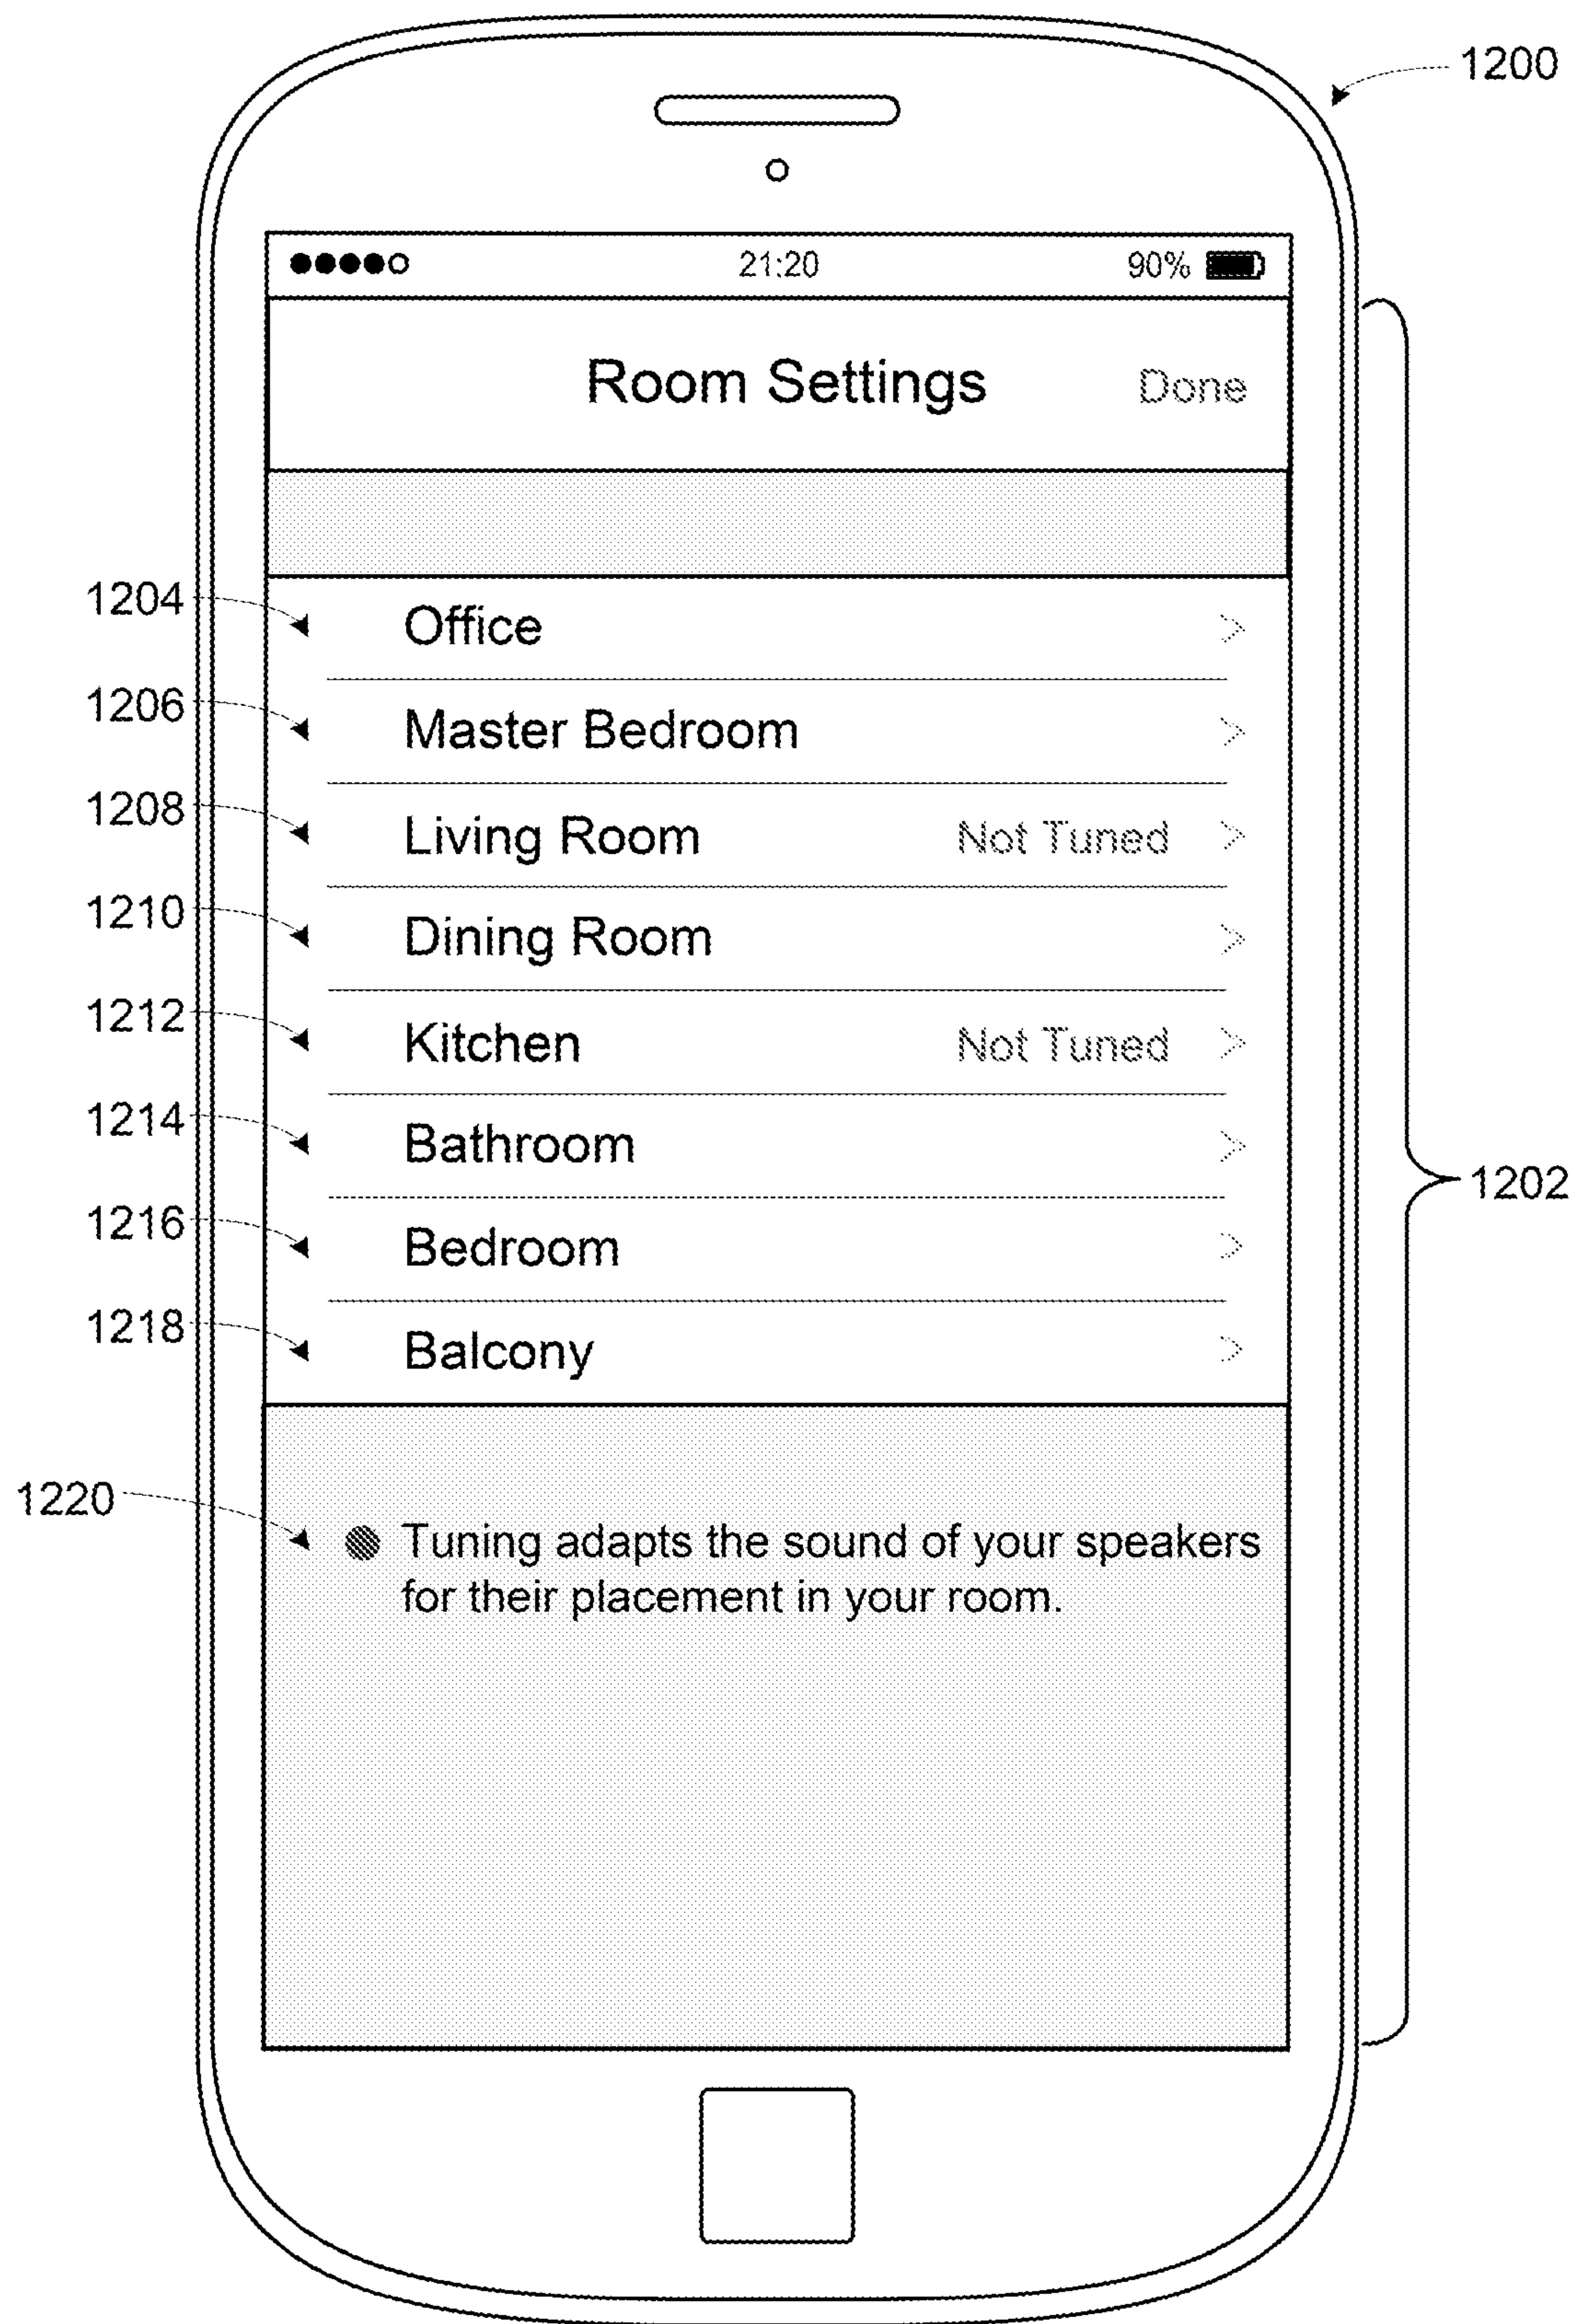 1200
21:20 90%
Room Settings Done
1204 Office >
1206 Master Bedroom >
1208 Living Room Not Tuned >
1210 Dining Room >
1212 Kitchen Not Tuned >
1214 Bathroom >
1202
1216 Bedroom >
1218 Balcony >
1220 Tuning adapts the sound of your speakers
for their placement in your room.